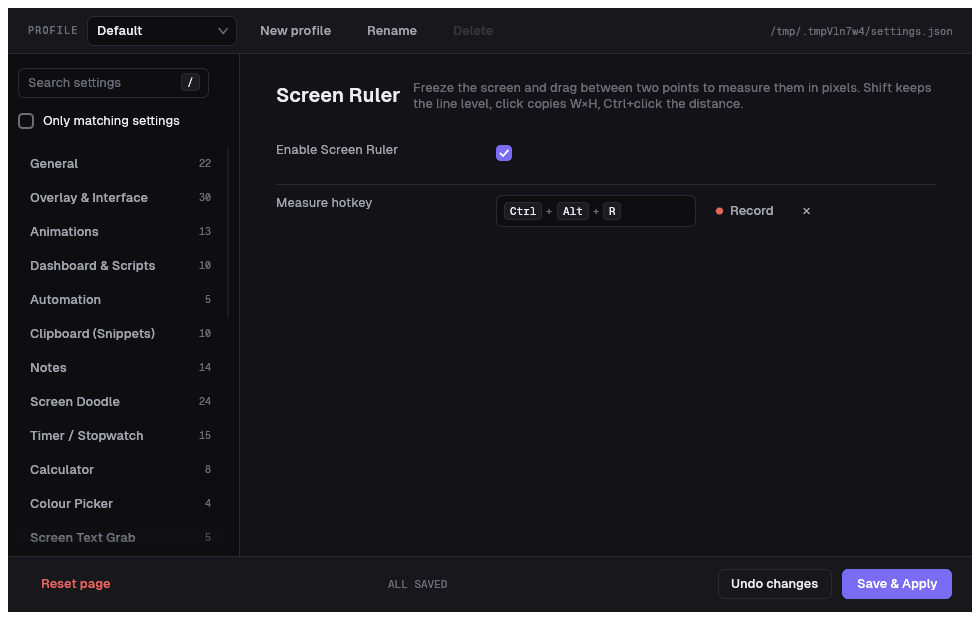 PROFILE Default New profile Rename Delete /tmp/.tmpVln7w4/settings.json
Search settings /
Only matching settings
General 22
Overlay & Interface 30
Animations 13
Dashboard & Scripts 10
Automation 5
Clipboard (Snippets) 10
Notes 14
Screen Doodle 24
Timer / Stopwatch 15
Calculator 8
Colour Picker 4
Screen Text Grab 5
Screen Ruler
Freeze the screen and drag between two points to measure them in pixels. Shift keeps
the line level, click copies W×H, Ctrl+click the distance.
Enable Screen Ruler
Measure hotkey Ctrl + Alt + R Record ×
Reset page ALL SAVED Undo changes Save & Apply